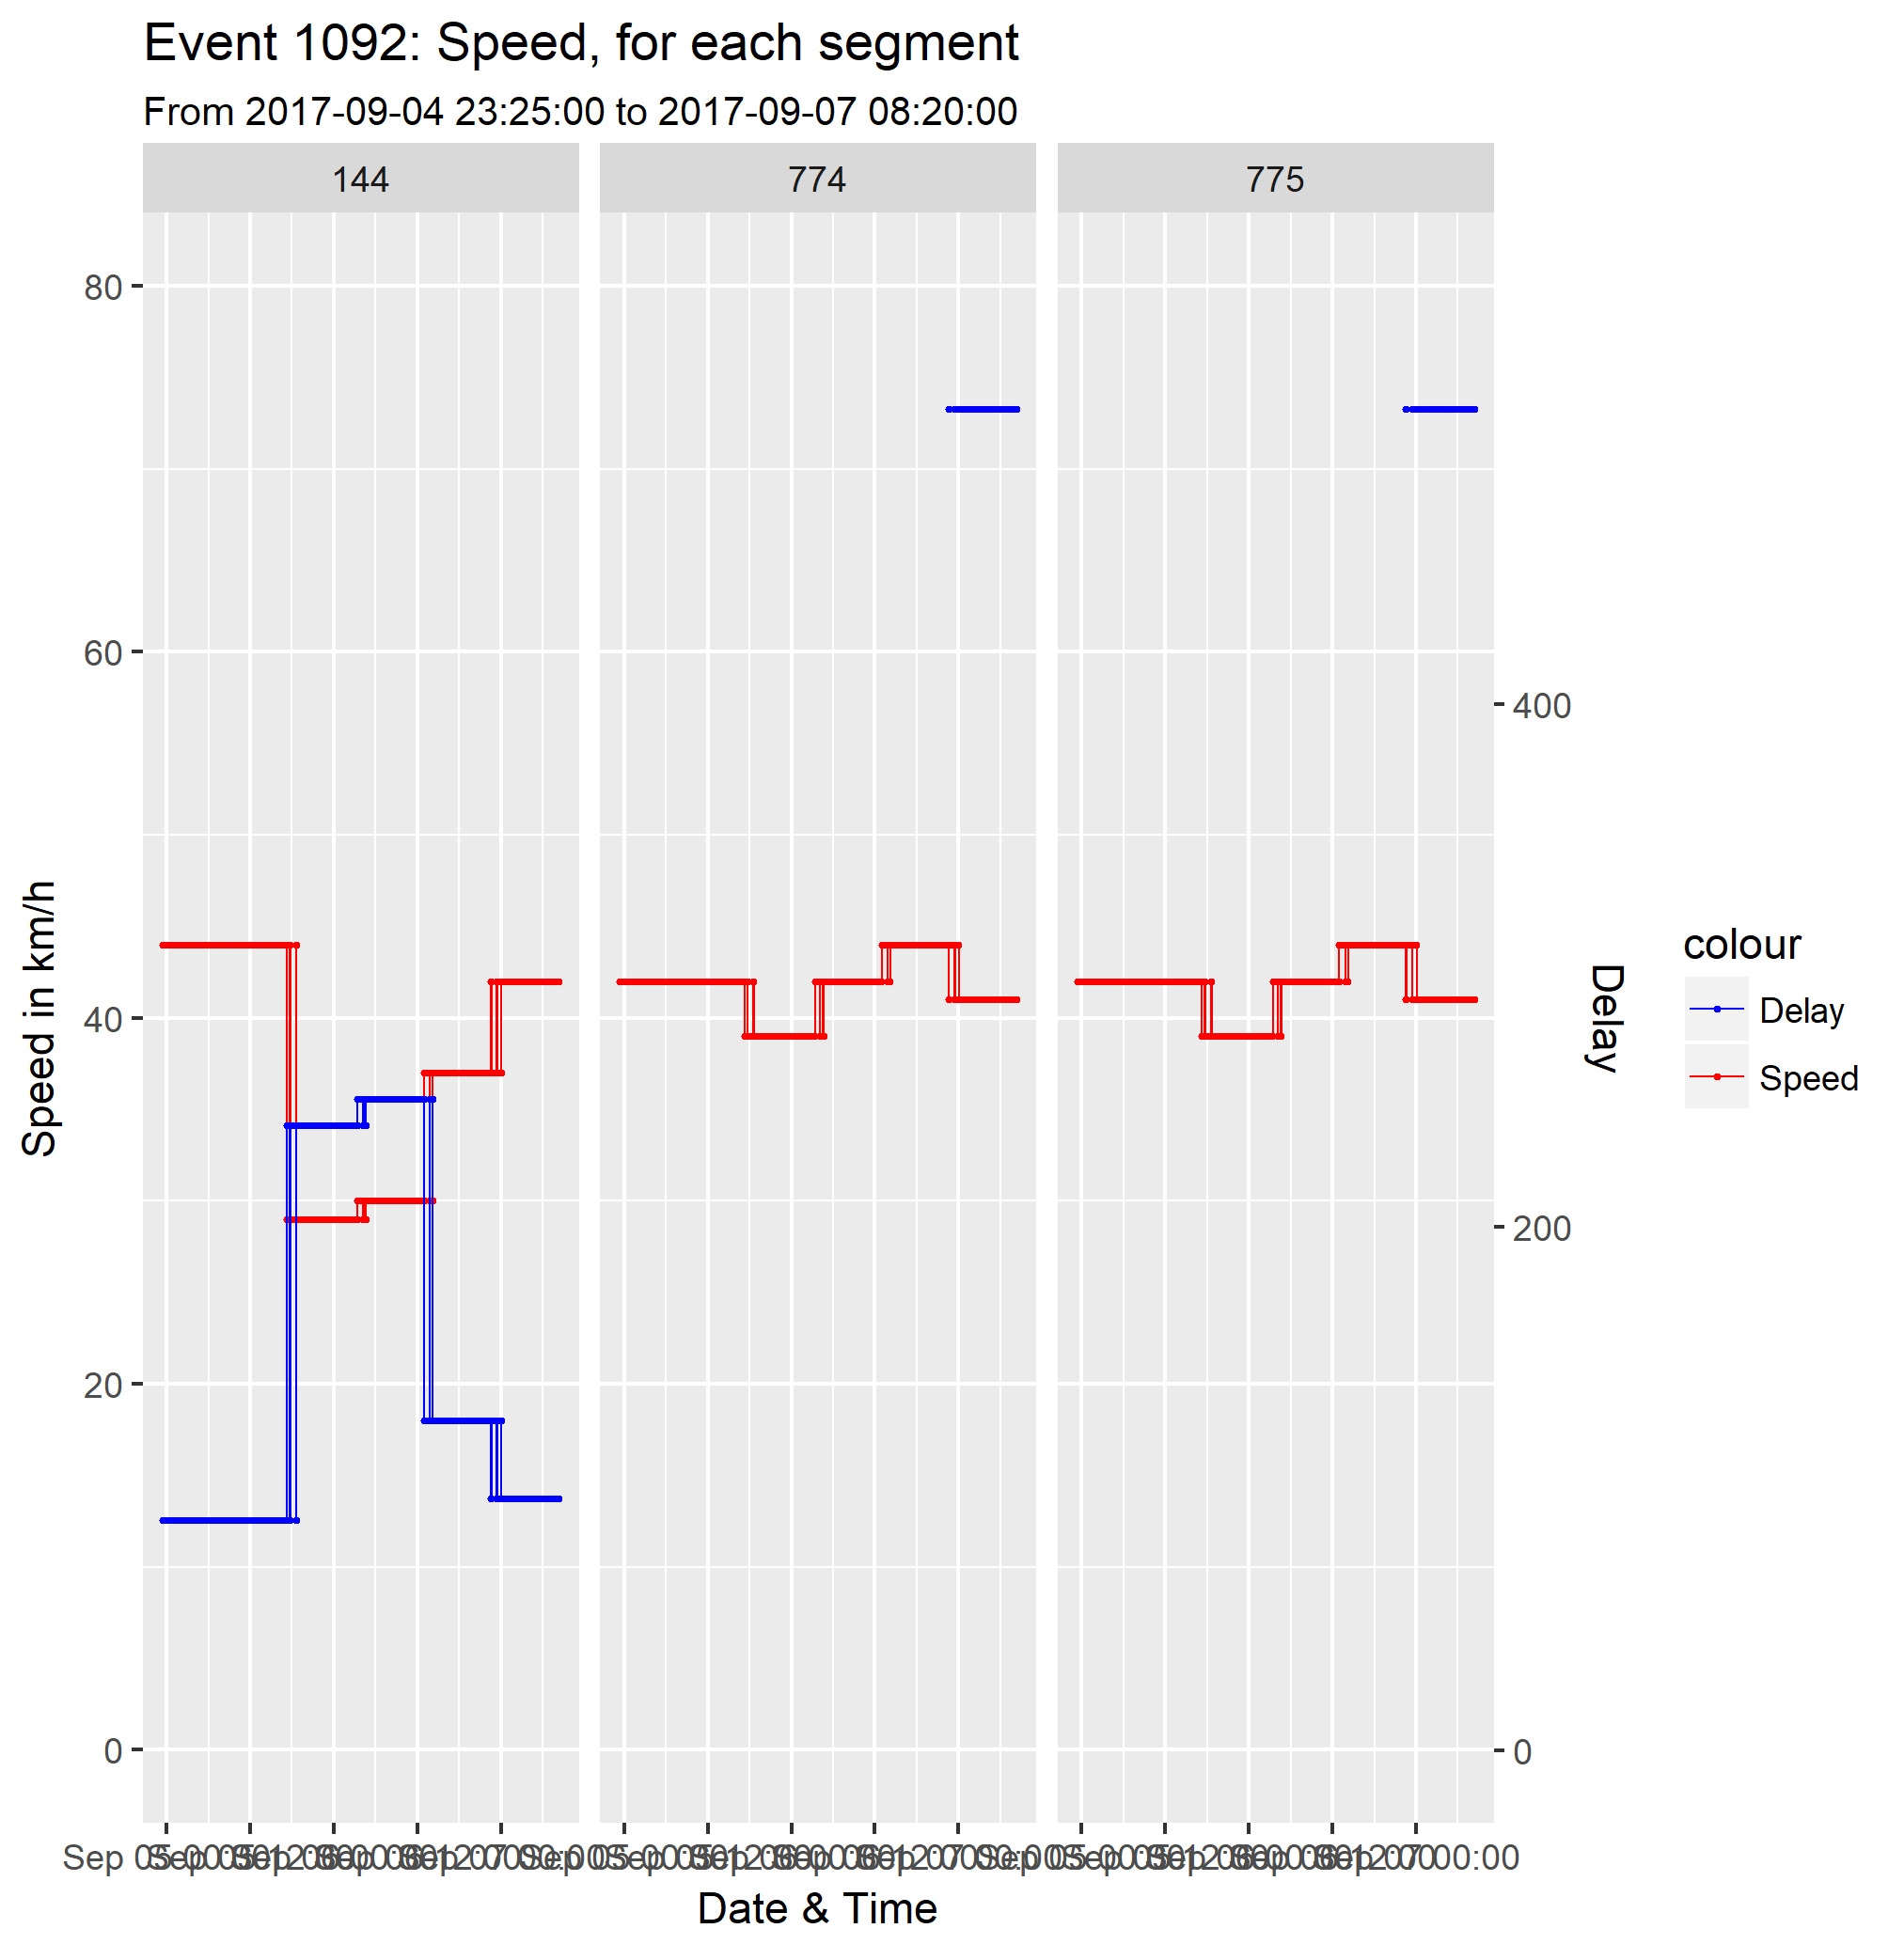 Event 1092: Speed, for each segment
From 2017-09-04 23:25:00 to 2017-09-07 08:20:00
144 774 775
80
60
40
20
0
Speed in km/h
400
200
0
Delay
colour
Delay
Speed
Date & Time